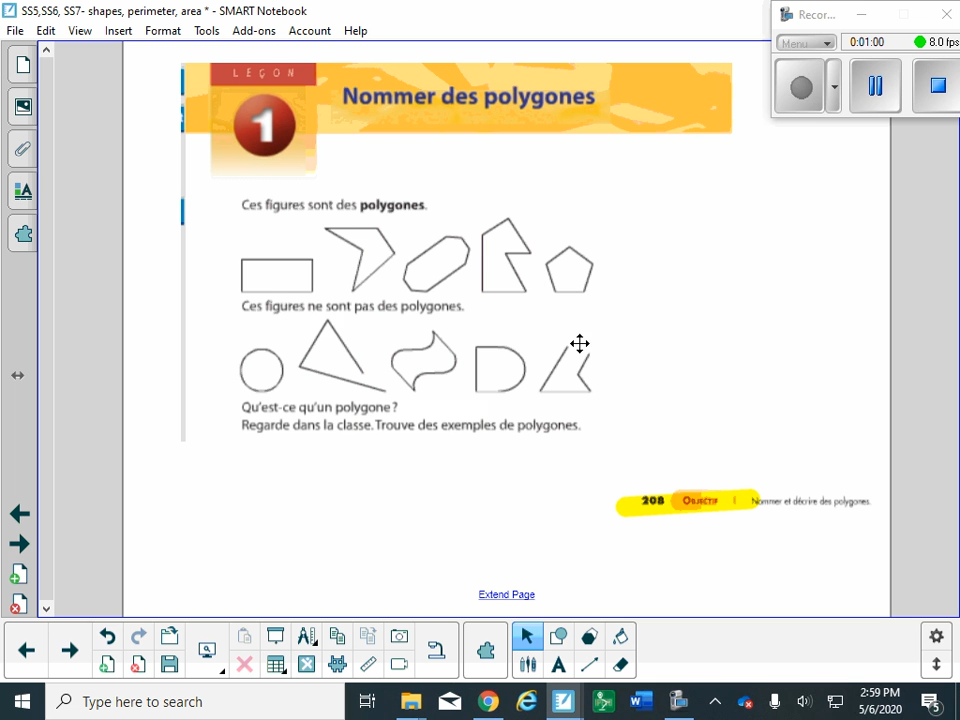 SS5,SS6, SS7- shapes, perimeter, area * - SMART Notebook
File Edit View Insert Format Tools Add-ons Account Help
Recor...
Menu
0:01:00
8.0 fps
LEÇON
1
Nommer des polygones
Ces figures sont des polygones.
Ces figures ne sont pas des polygones.
Qu'est-ce qu'un polygone ?
Regarde dans la classe. Trouve des exemples de polygones.
208 OBJECTIF | Nommer et décrire des polygones.
Extend Page
Type here to search
2:59 PM
5/6/2020
5